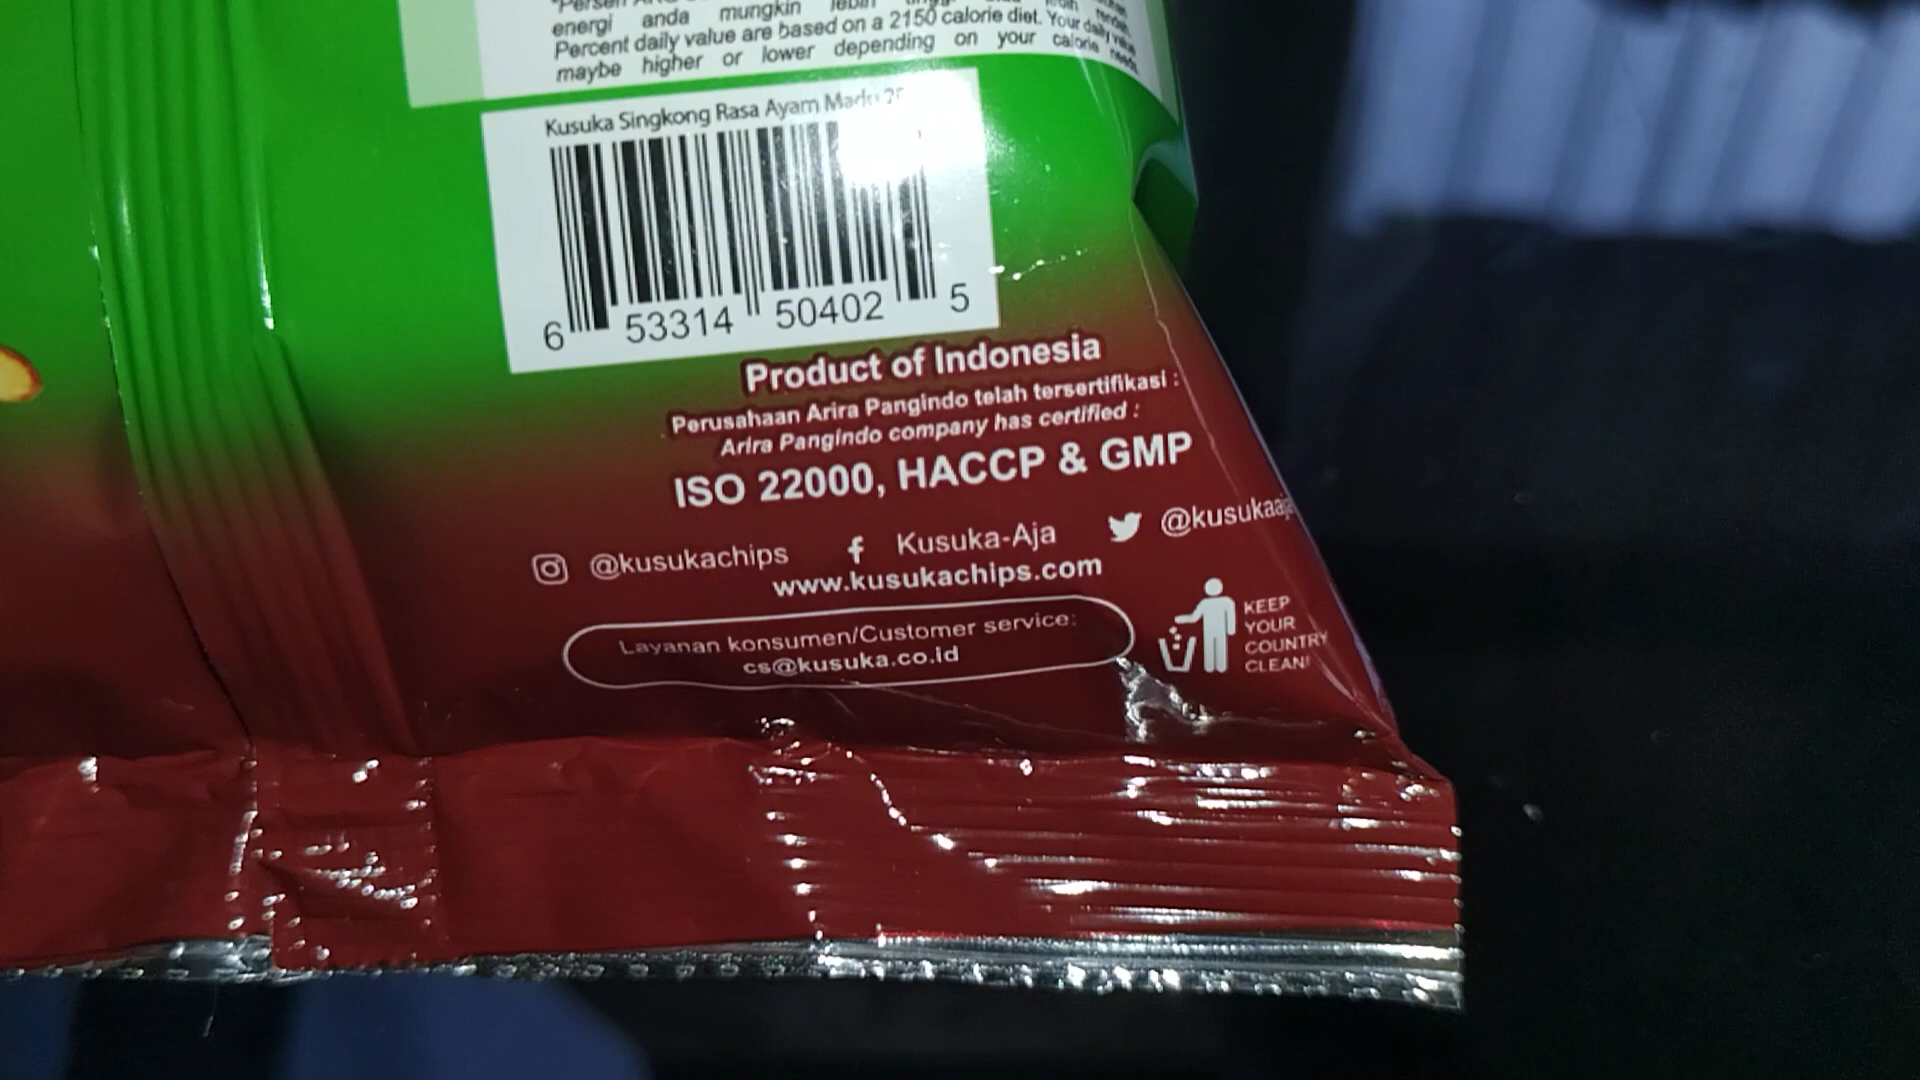 energi anda mungkin lebih
Percent daily value are based on a 2150 calorie diet. Your daily value
maybe higher or lower depending on your calorie needs.
Kusuka Singkong Rasa Ayam Madu
6 53314 50402 5
Product of Indonesia
Perusahaan Arira Pangindo telah tersertifikasi :
Arira Pangindo company has certified :
ISO 22000, HACCP & GMP
@kusukachips Kusuka-Aja @kusukaaja
www.kusukachips.com
Layanan konsumen/Customer service:
cs@kusuka.co.id
KEEP
YOUR
COUNTRY
CLEAN!